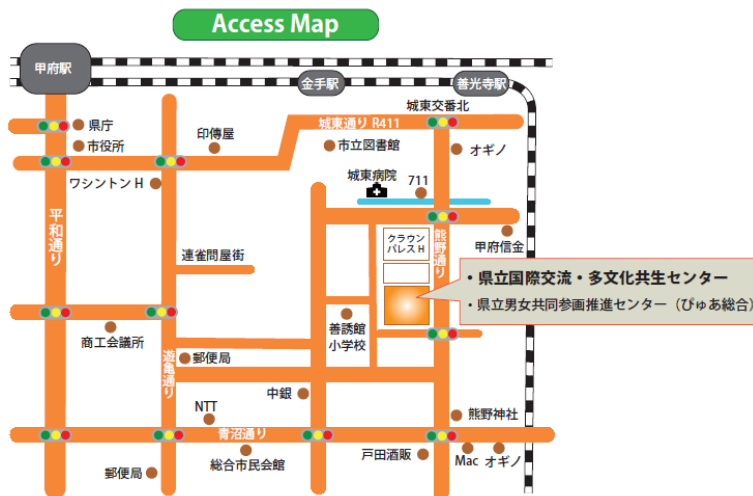 Access Map
甲府駅
金手駅
善光寺駅
城東交番北
県庁
市役所
印傳屋
城東通り R411
市立図書館
オギノ
ワシントン H
城東病院
711
平和通り
クラウン
パレス H
熊野通り
甲府信金
連雀問屋街
・県立国際交流・多文化共生センター
・県立男女共同参画推進センター（ぴゅあ総合）
商工会議所
善誘館
小学校
遊亀通り
郵便局
中銀
NTT
熊野神社
青沼通り
郵便局
総合市民会館
戸田酒販
Mac
オギノ